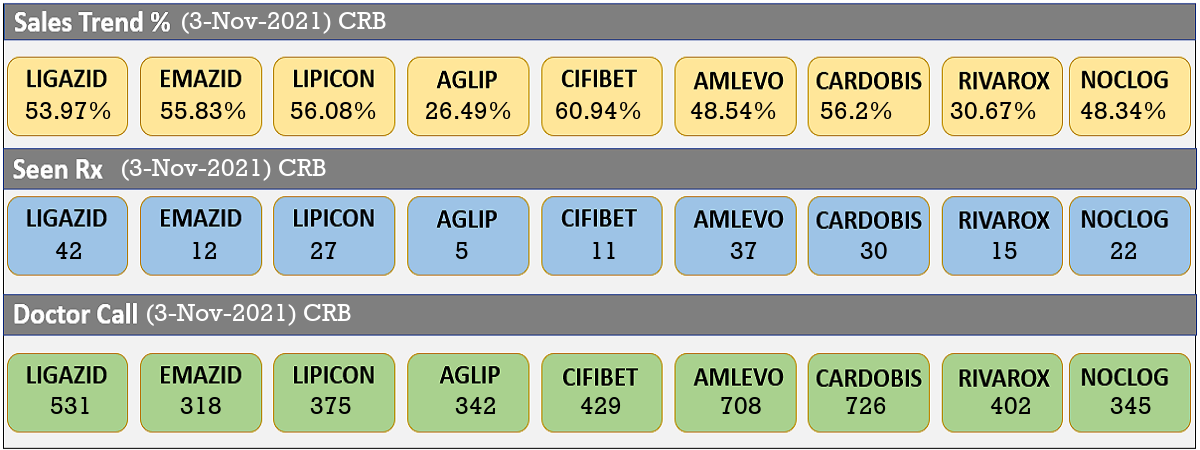 Sales Trend % (3-Nov-2021) CRB
LIGAZID EMAZID LIPICON AGLIP CIFIBET AMLEVO CARDOBIS RIVAROX NOCLOG
53.97% 55.83% 56.08% 26.49% 60.94% 48.54% 56.2% 30.67% 48.34%
Seen Rx (3-Nov-2021) CRB
LIGAZID EMAZID LIPICON AGLIP CIFIBET AMLEVO CARDOBIS RIVAROX NOCLOG
42 12 27 5 11 37 30 15 22
Doctor Call (3-Nov-2021) CRB
LIGAZID EMAZID LIPICON AGLIP CIFIBET AMLEVO CARDOBIS RIVAROX NOCLOG
531 318 375 342 429 708 726 402 345